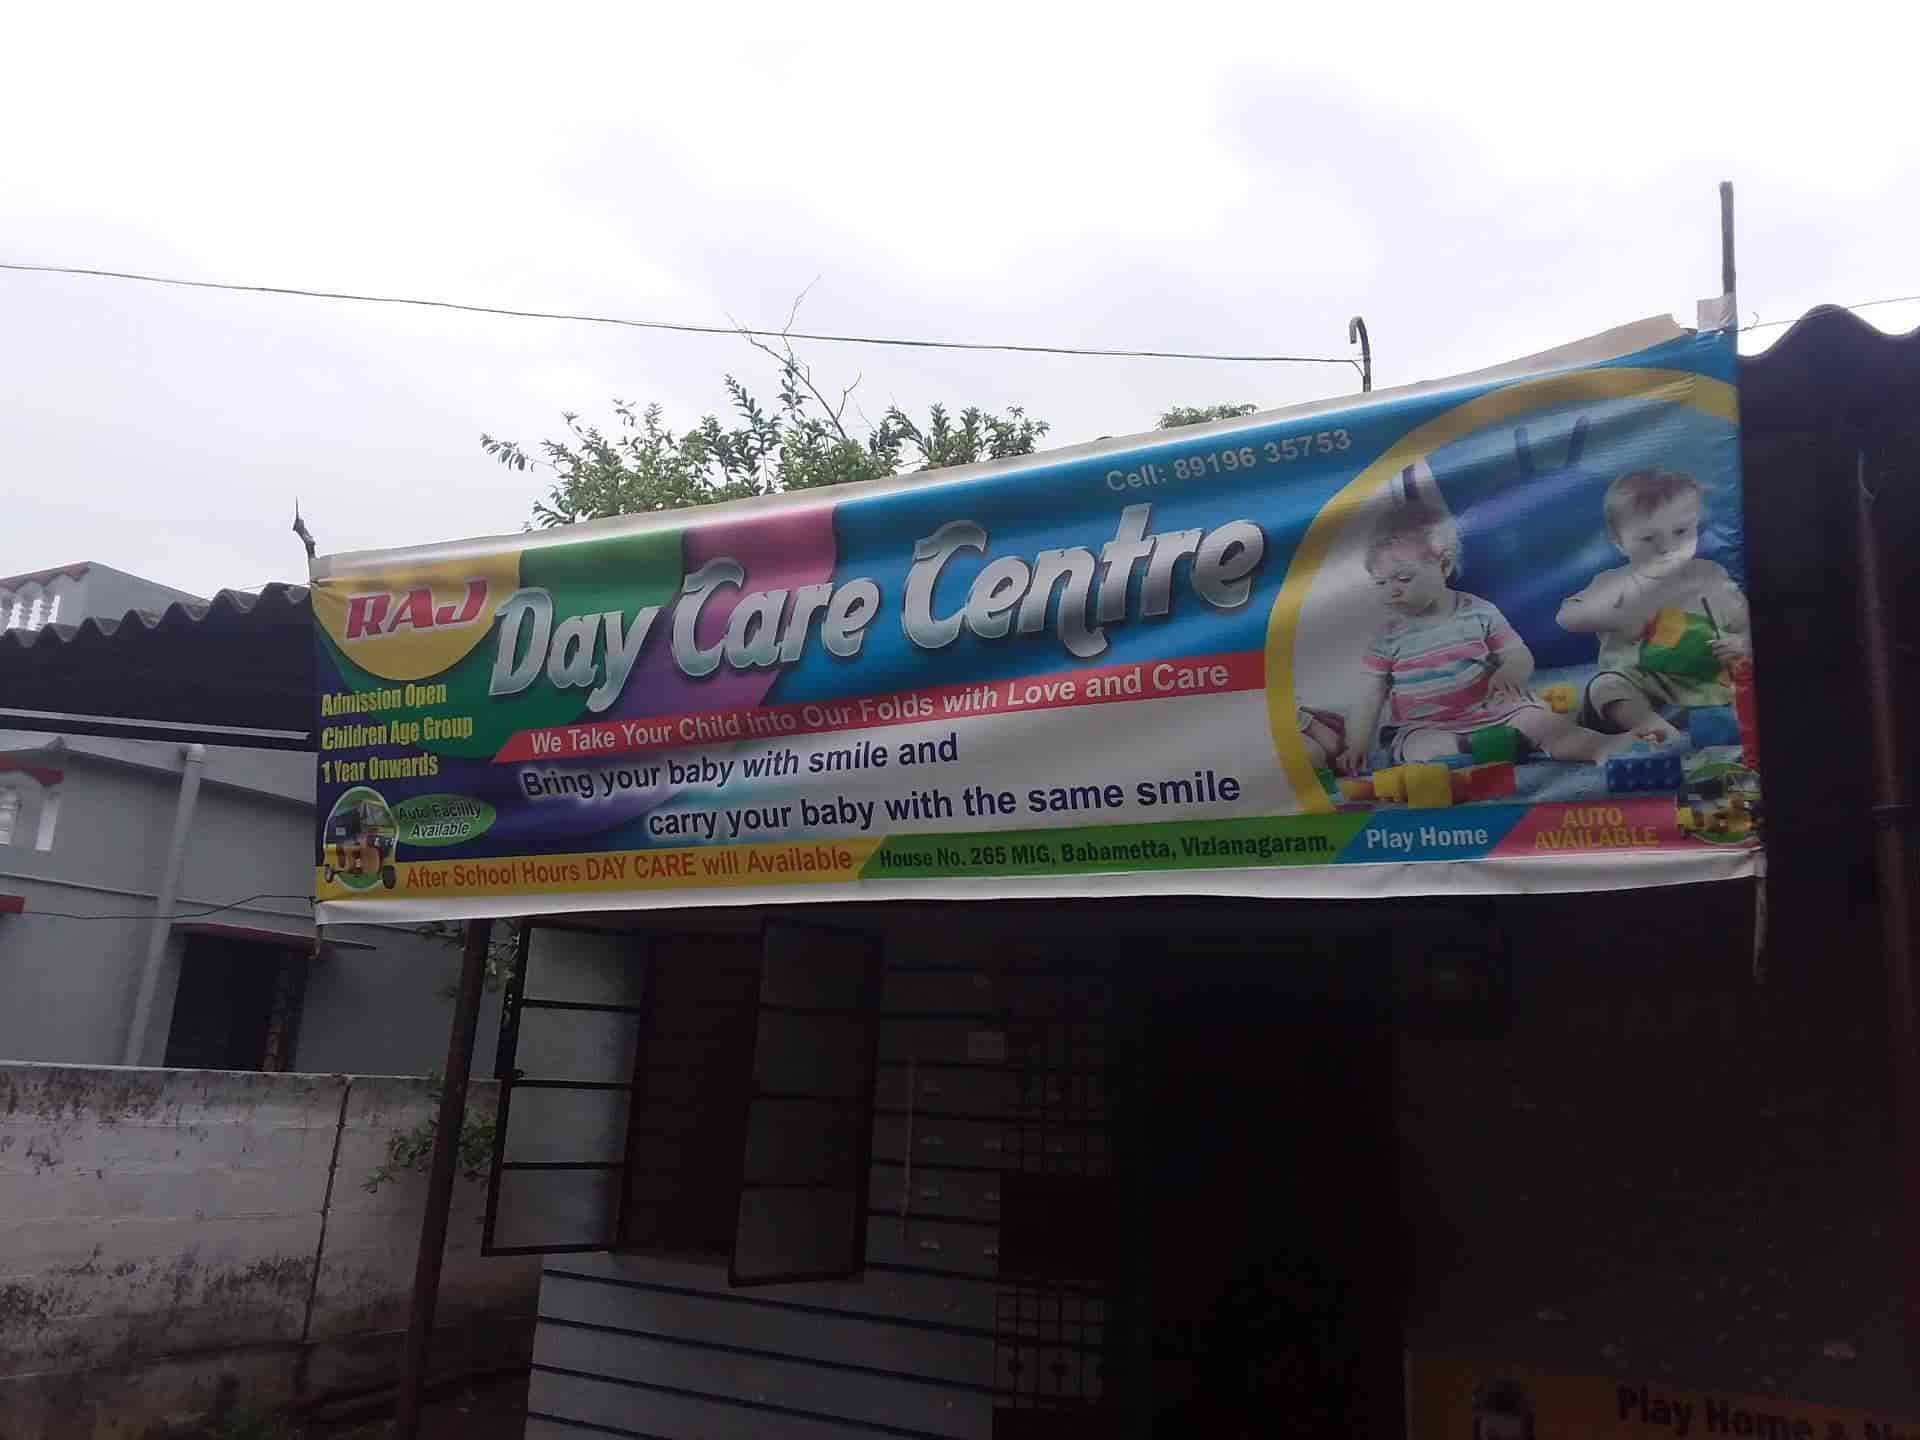 Cell: 89196 35753
RAJ Day Care Centre
We Take Your Child into Our Folds with Love and Care
Admission Open
Children Age Group
1 Year Onwards
Bring your baby with smile and
carry your baby with the same smile
Auto Facility
Available
After School Hours DAY CARE will Available
House No. 265 MIG, Babametta, Vizianagaram.
Play Home
AUTO
AVAILABLE
Play Home &